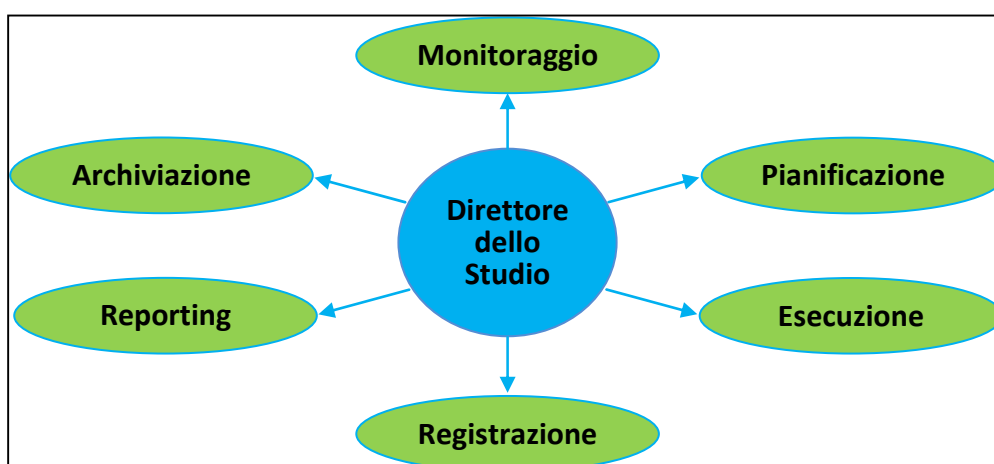 Monitoraggio
Archiviazione
Pianificazione
Direttore
dello
Studio
Reporting
Esecuzione
Registrazione